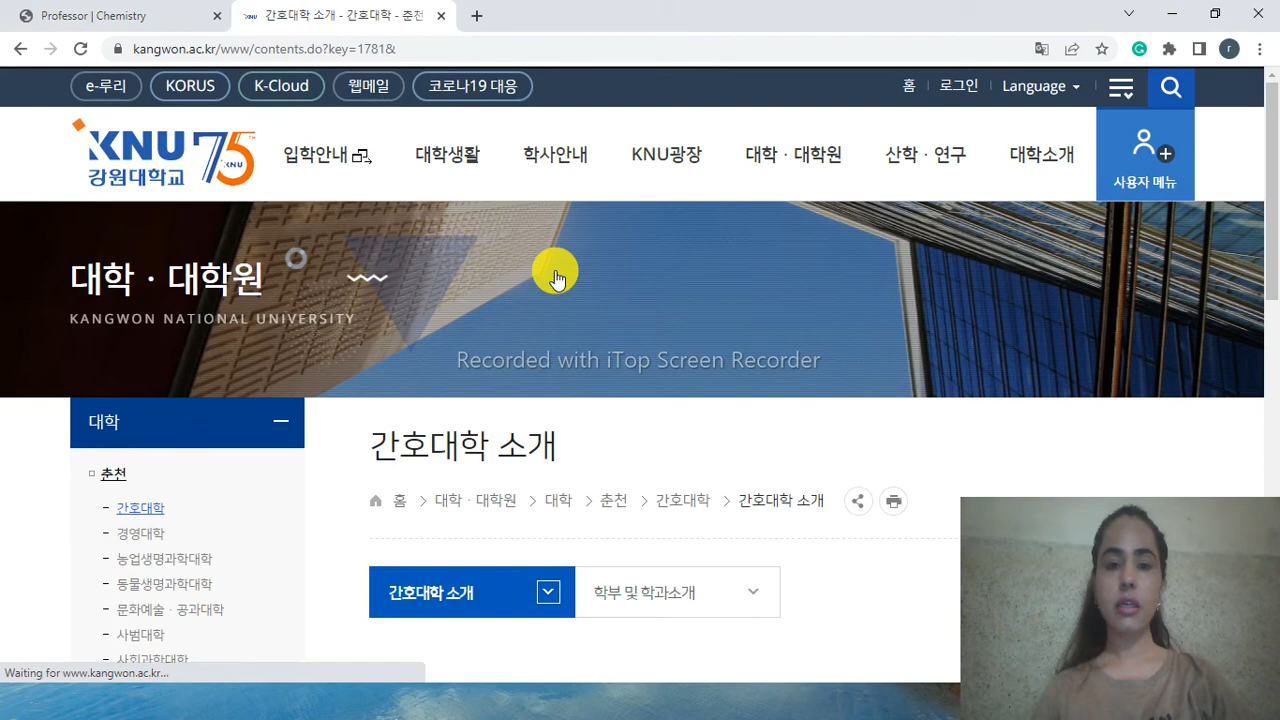 Professor | Chemistry
간호대학 소개 - 간호대학 - 춘천
kangwon.ac.kr/www/contents.do?key=1781&
e-루리 KORUS K-Cloud 웹메일 코로나19 대응 홈 로그인 Language
KNU 75
강원대학교
입학안내 대학생활 학사안내 KNU광장 대학 · 대학원 산학 · 연구 대학소개
사용자 메뉴
대학 · 대학원
KANGWON NATIONAL UNIVERSITY
Recorded with iTop Screen Recorder
대학
춘천
- 간호대학
- 경영대학
- 농업생명과학대학
- 동물생명과학대학
- 문화예술 · 공과대학
- 사범대학
- 사회과학대학
간호대학 소개
홈 > 대학 · 대학원 > 대학 > 춘천 > 간호대학 > 간호대학 소개
간호대학 소개 학부 및 학과소개
Waiting for www.kangwon.ac.kr...